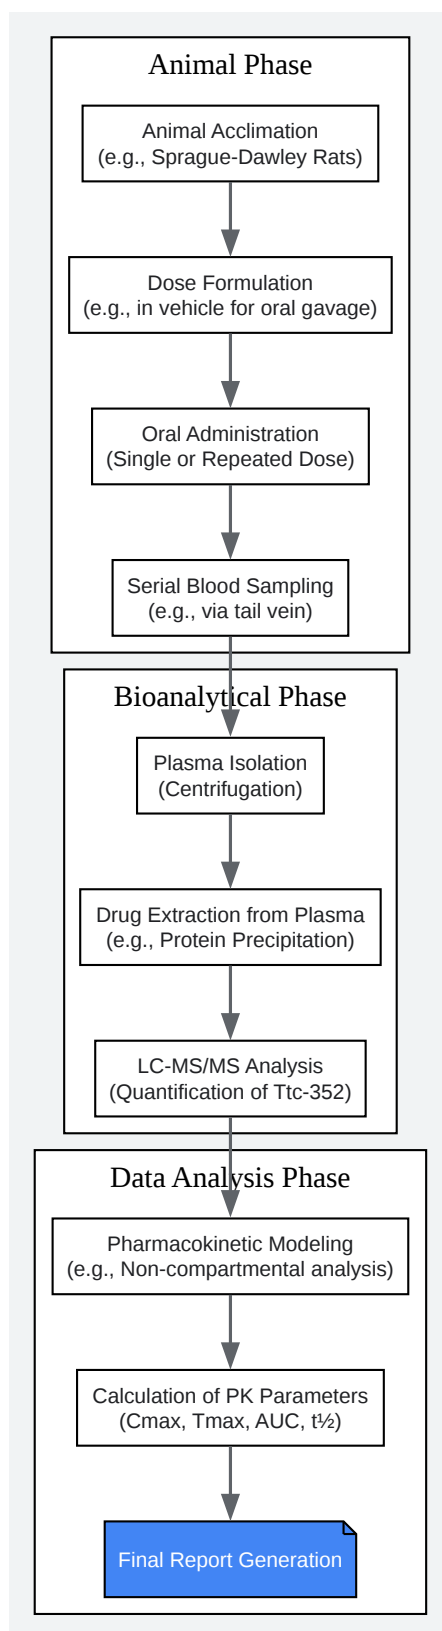 Animal Phase
Animal Acclimation
(e.g., Sprague-Dawley Rats)
Dose Formulation
(e.g., in vehicle for oral gavage)
Oral Administration
(Single or Repeated Dose)
Serial Blood Sampling
(e.g., via tail vein)
Bioanalytical Phase
Plasma Isolation
(Centrifugation)
Drug Extraction from Plasma
(e.g., Protein Precipitation)
LC-MS/MS Analysis
(Quantification of Ttc-352)
Data Analysis Phase
Pharmacokinetic Modeling
(e.g., Non-compartmental analysis)
Calculation of PK Parameters
(Cmax, Tmax, AUC, t½)
Final Report Generation